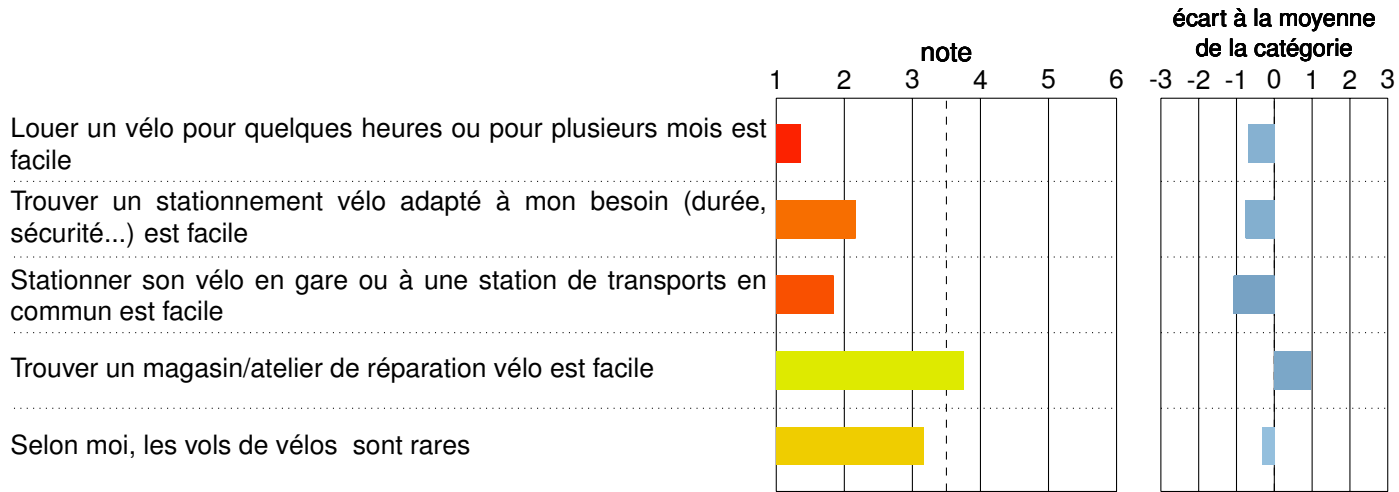 écart à la moyenne
note de la catégorie
1 2 3 4 5 6 -3 -2 -1 0 1 2 3
Louer un vélo pour quelques heures ou pour plusieurs mois est
facile
Trouver un stationnement vélo adapté à mon besoin (durée,
sécurité...) est facile
Stationner son vélo en gare ou à une station de transports en
commun est facile
Trouver un magasin/atelier de réparation vélo est facile
Selon moi, les vols de vélos sont rares